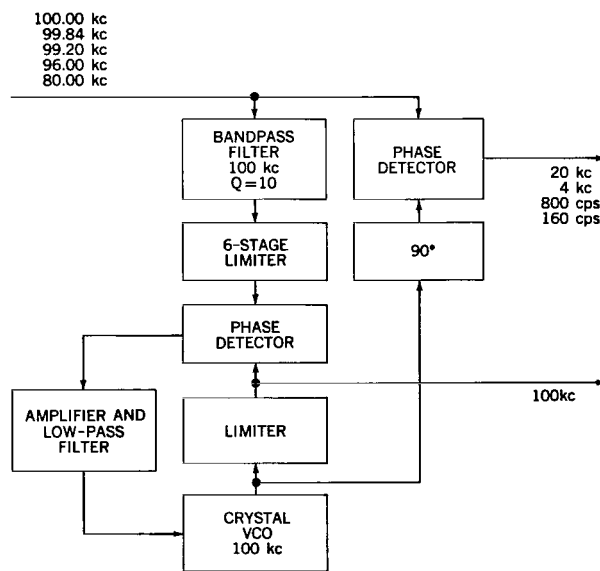 100.00 kc
99.84 kc
99.20 kc
96.00 kc
80.00 kc
BANDPASS
FILTER
100 kc
Q=10
PHASE
DETECTOR
20 kc
4 kc
800 cps
160 cps
6-STAGE
LIMITER
90°
PHASE
DETECTOR
100kc
AMPLIFIER AND
LOW-PASS
FILTER
LIMITER
CRYSTAL
VCO
100 kc